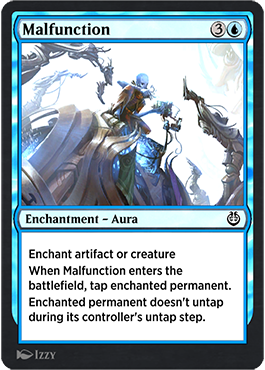 Malfunction 3
Enchantment – Aura
Enchant artifact or creature
When Malfunction enters the
battlefield, tap enchanted permanent.
Enchanted permanent doesn't untap
during its controller's untap step.
Izzy